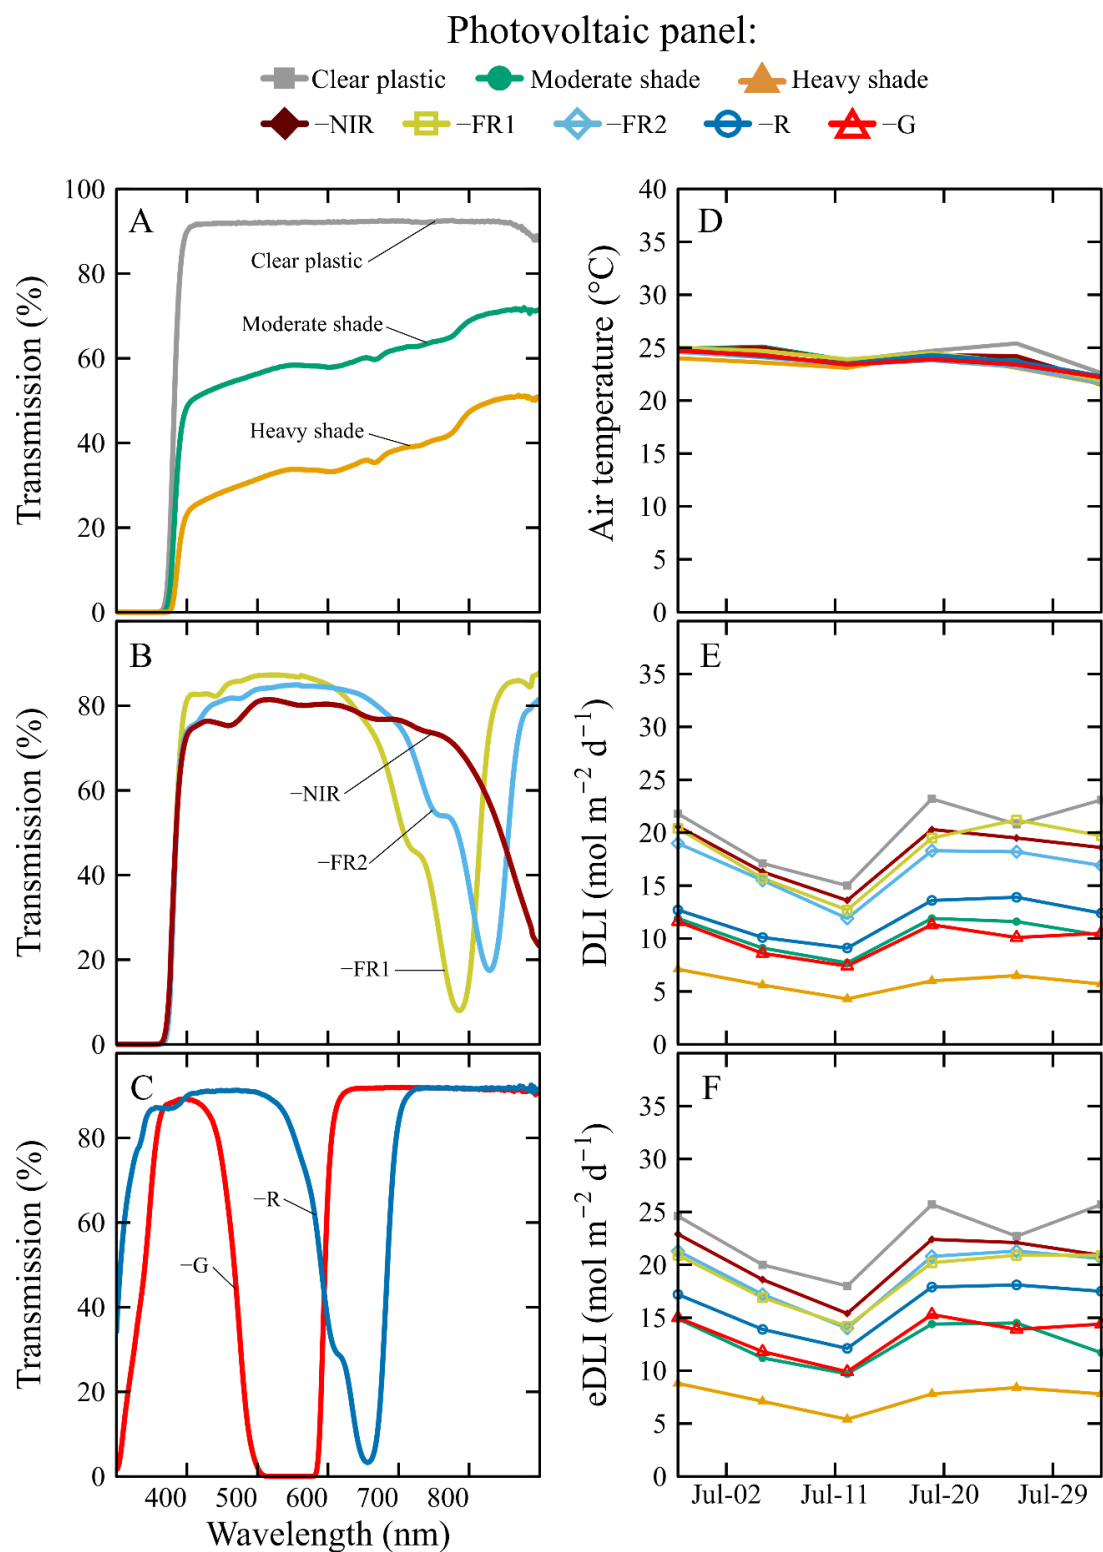 Photovoltaic panel:
Clear plastic Moderate shade Heavy shade
−NIR −FR1 −FR2 −R −G
A
Transmission (%)
100
80
60
40
20
0
Clear plastic
Moderate shade
Heavy shade
D
Air temperature (°C)
40
35
30
25
20
15
10
5
0
B
Transmission (%)
80
60
40
20
0
−NIR
−FR2
−FR1
E
DLI (mol m−2 d−1)
35
30
25
20
15
10
5
0
C
Transmission (%)
80
60
40
20
0
−R
−G
400 500 600 700 800
Wavelength (nm)
F
eDLI (mol m−2 d−1)
35
30
25
20
15
10
5
0
Jul-02 Jul-11 Jul-20 Jul-29